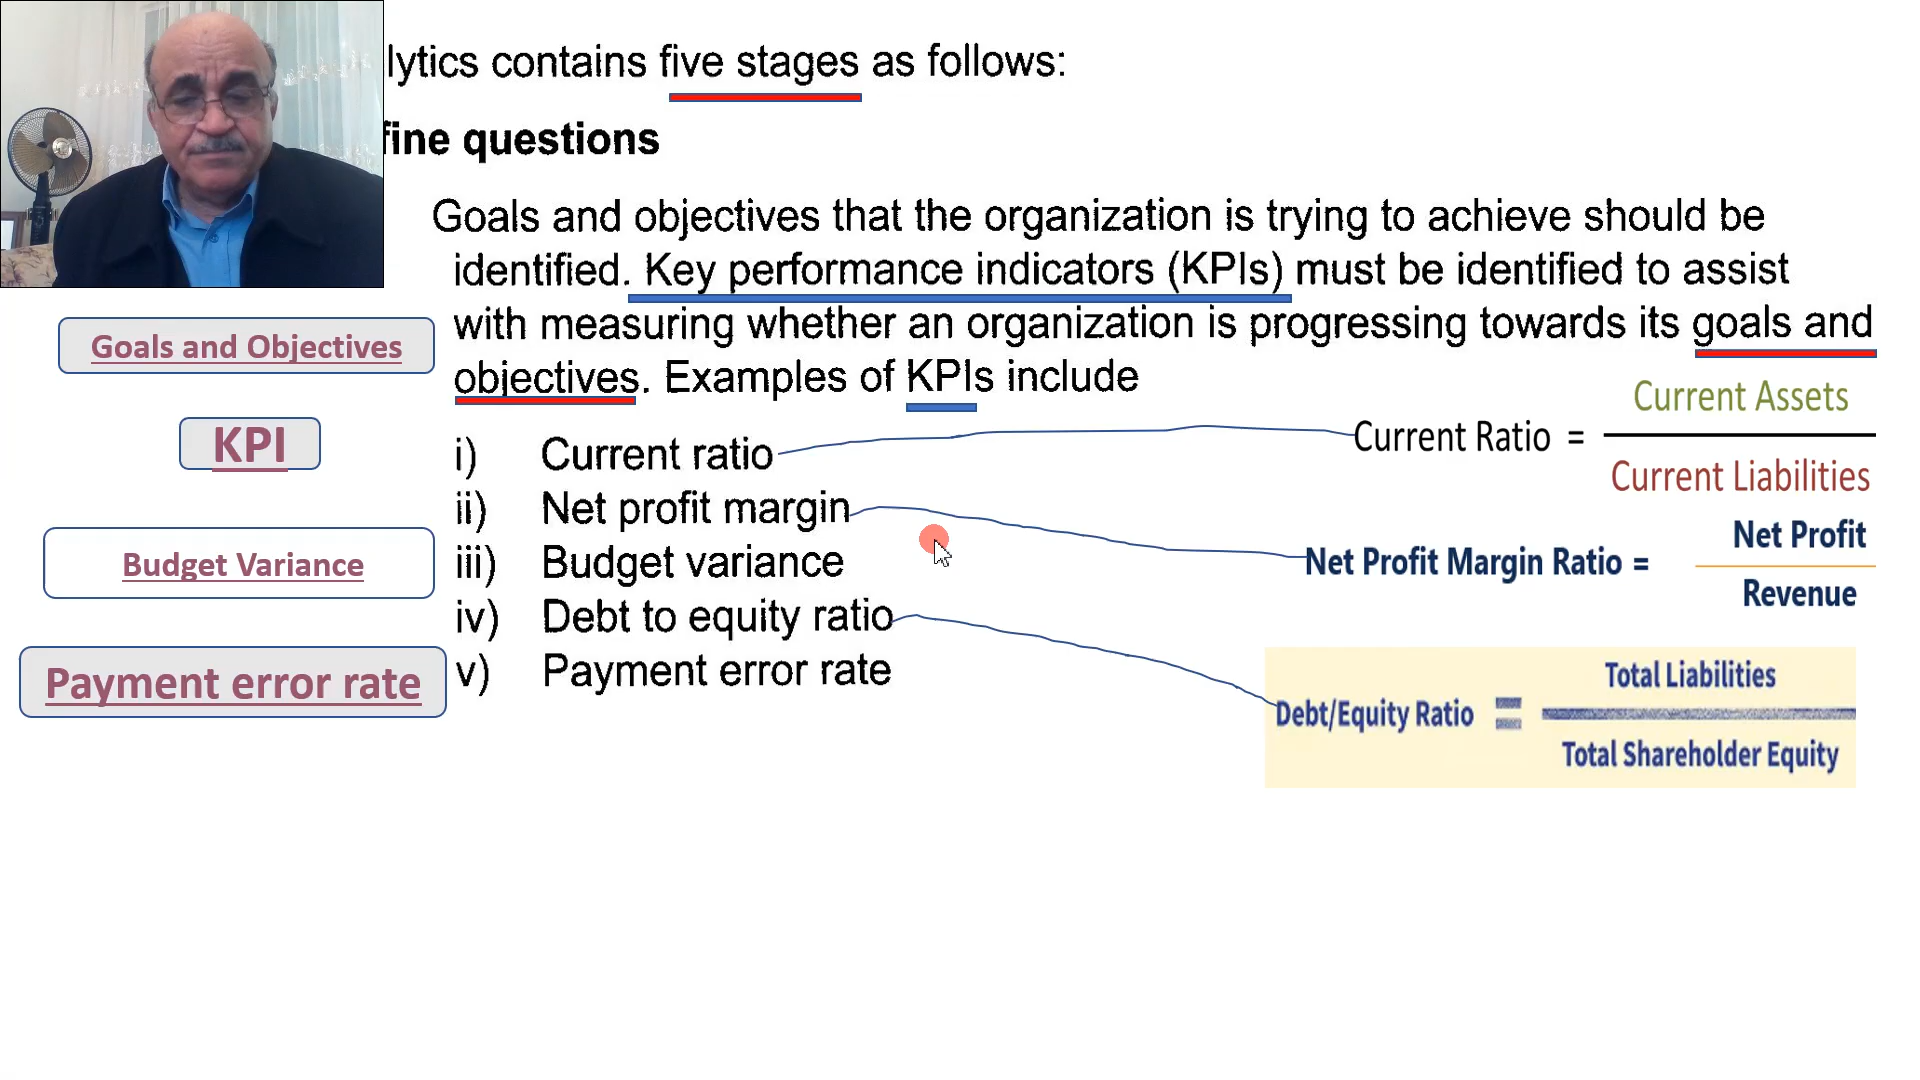 lytics contains five stages as follows:
fine questions
Goals and objectives that the organization is trying to achieve should be
identified. Key performance indicators (KPIs) must be identified to assist
with measuring whether an organization is progressing towards its goals and
objectives. Examples of KPIs include
Goals and Objectives
KPI
Budget Variance
Payment error rate
i) Current ratio
ii) Net profit margin
iii) Budget variance
iv) Debt to equity ratio
v) Payment error rate
Current Assets
Current Ratio =
Current Liabilities
Net Profit
Net Profit Margin Ratio =
Revenue
Total Liabilities
Debt/Equity Ratio =
Total Shareholder Equity